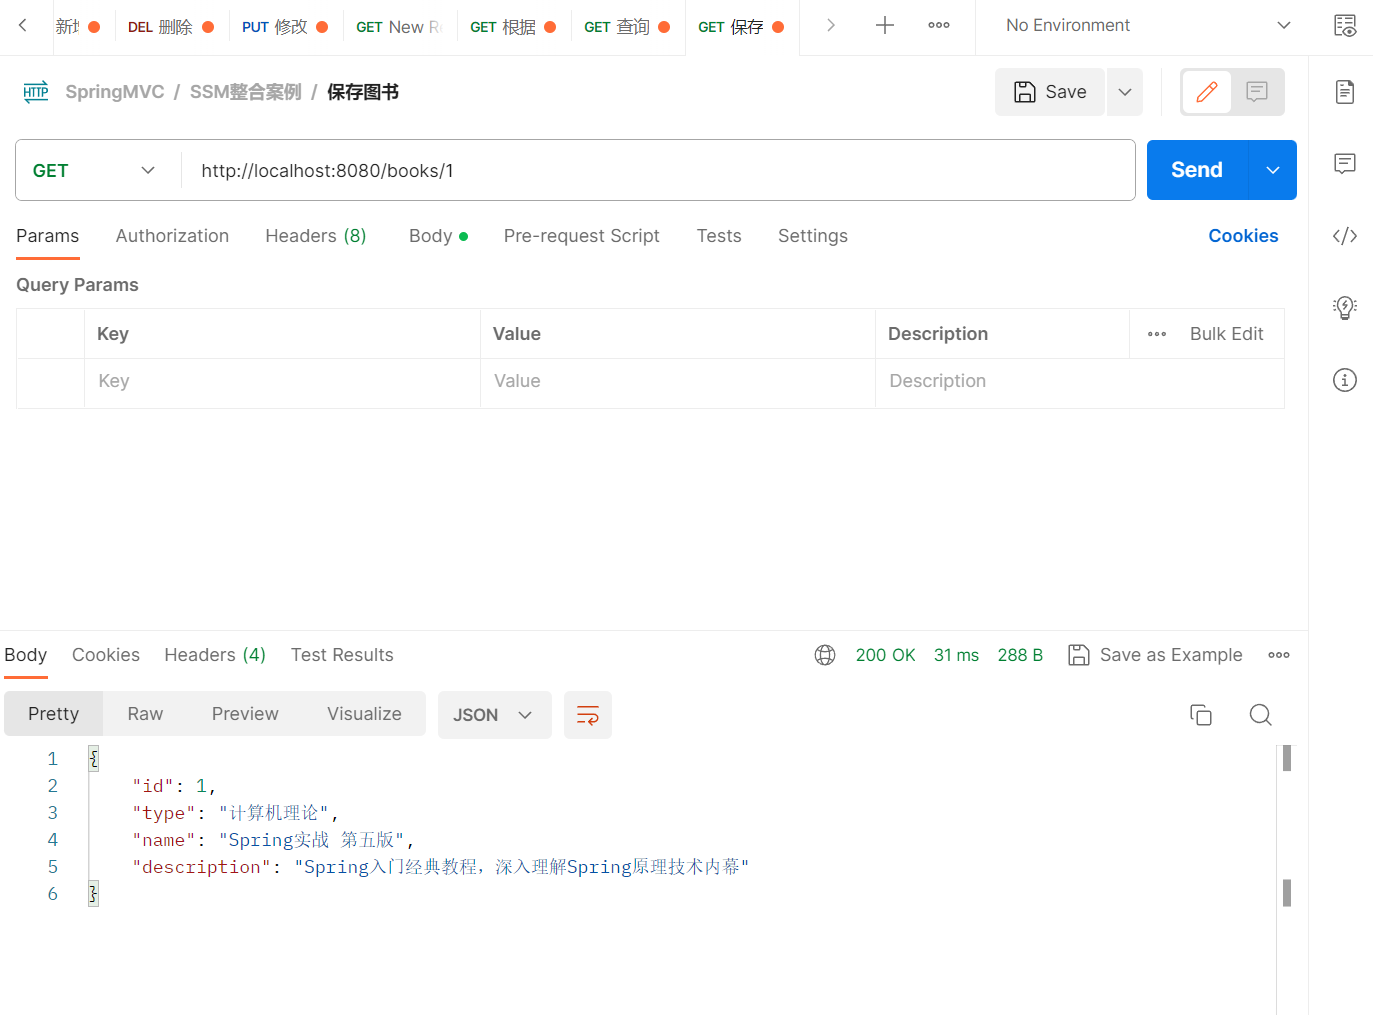 新增 DEL 删除 PUT 修改 GET New Re GET 根据 GET 查询 GET 保存 No Environment
HTTP SpringMVC / SSM整合案例 / 保存图书 Save
GET http://localhost:8080/books/1 Send
Params Authorization Headers (8) Body Pre-request Script Tests Settings Cookies
Query Params
Key Value Description Bulk Edit
Key Value Description
Body Cookies Headers (4) Test Results 200 OK 31 ms 288 B Save as Example
Pretty Raw Preview Visualize JSON
1 {
2 "id": 1,
3 "type": "计算机理论",
4 "name": "Spring实战 第五版",
5 "description": "Spring入门经典教程，深入理解Spring原理技术内幕"
6 }